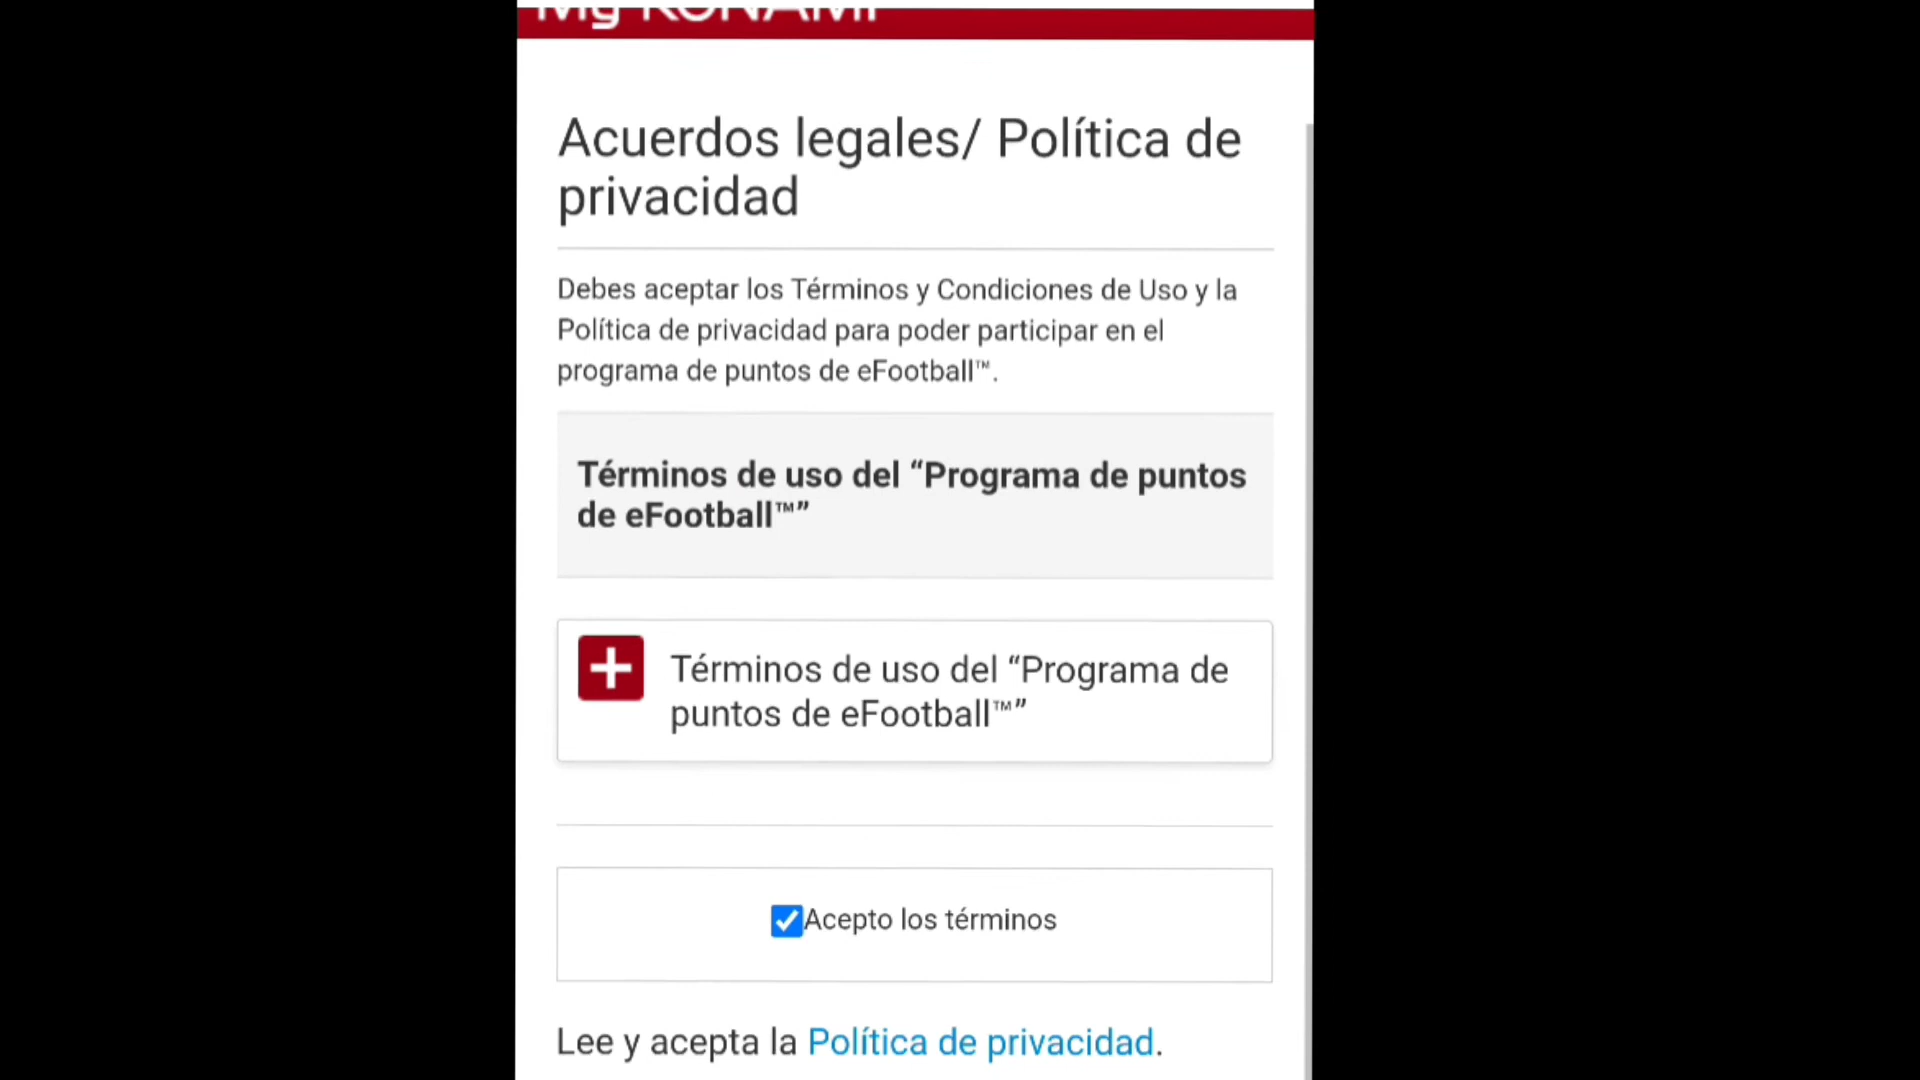 My KONAMI
Acuerdos legales/ Política de
privacidad
Debes aceptar los Términos y Condiciones de Uso y la
Política de privacidad para poder participar en el
programa de puntos de eFootball™.
Términos de uso del “Programa de puntos
de eFootball™”
Términos de uso del “Programa de
puntos de eFootball™”
Acepto los términos
Lee y acepta la Política de privacidad.